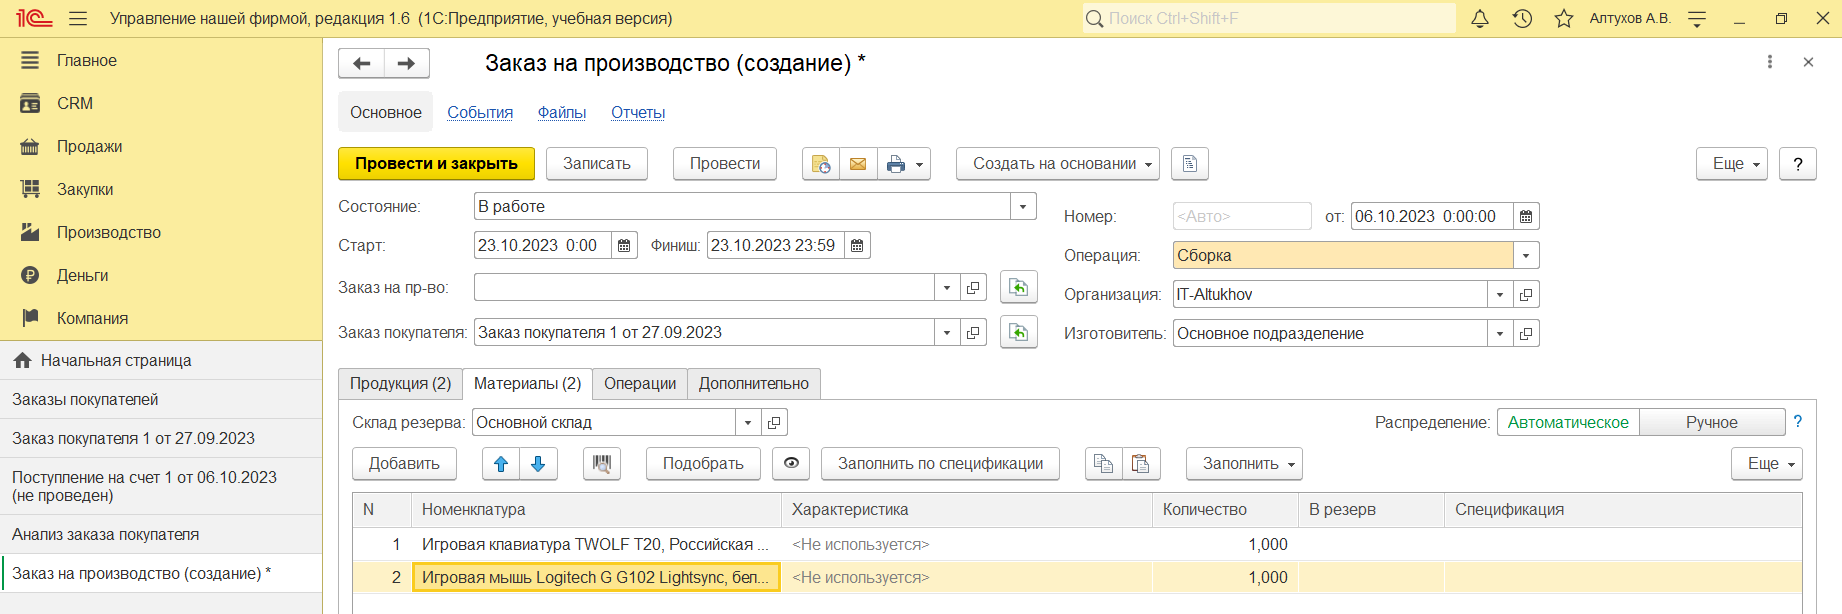 1С Управление нашей фирмой, редакция 1.6 (1С:Предприятие, учебная версия) Поиск Ctrl+Shift+F Алтухов А.В.
Главное
CRM
Продажи
Закупки
Производство
Деньги
Компания
Начальная страница
Заказы покупателей
Заказ покупателя 1 от 27.09.2023
Поступление на счет 1 от 06.10.2023
(не проведен)
Анализ заказа покупателя
Заказ на производство (создание) *
Заказ на производство (создание) *
Основное События Файлы Отчеты
Провести и закрыть Записать Провести Создать на основании Еще ?
Состояние: В работе
Номер: <Авто> от: 06.10.2023 0:00:00
Старт: 23.10.2023 0:00 Финиш: 23.10.2023 23:59
Операция: Сборка
Заказ на пр-во:
Организация: IT-Altukhov
Заказ покупателя: Заказ покупателя 1 от 27.09.2023
Изготовитель: Основное подразделение
Продукция (2) Материалы (2) Операции Дополнительно
Склад резерва: Основной склад Распределение: Автоматическое Ручное ?
Добавить Подобрать Заполнить по спецификации Заполнить Еще
N Номенклатура Характеристика Количество В резерв Спецификация
1 Игровая клавиатура TWOLF T20, Российская ... <Не используется> 1,000
2 Игровая мышь Logitech G G102 Lightsync, бел... <Не используется> 1,000